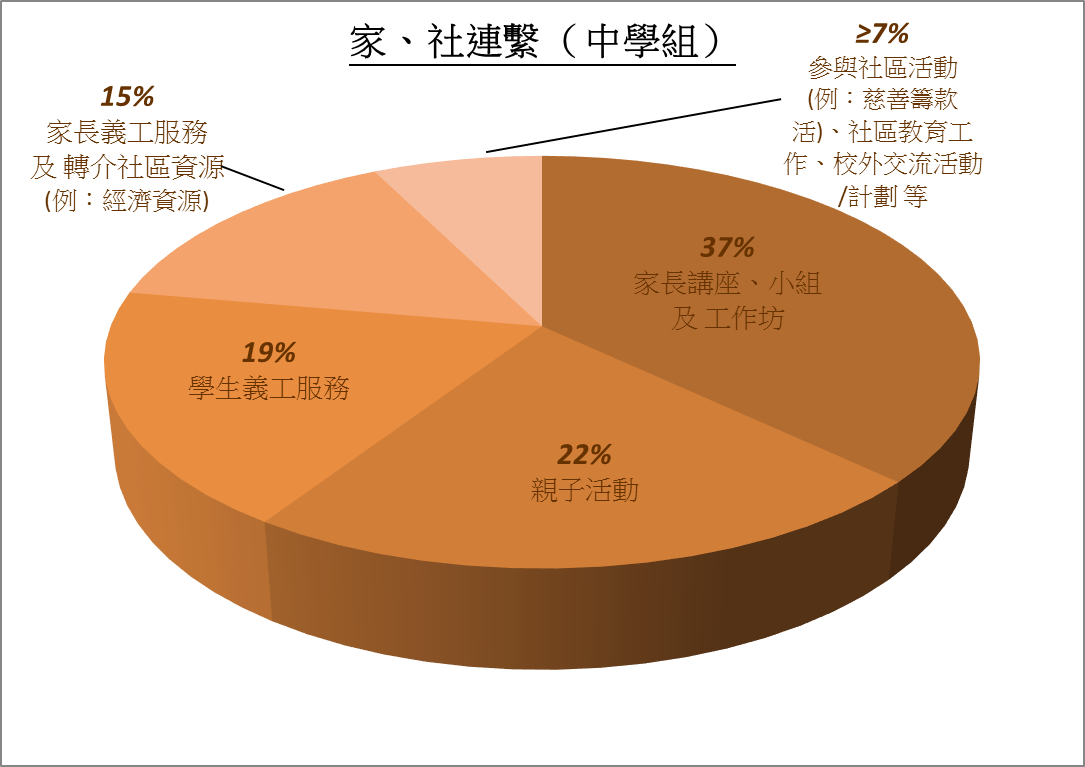 家、社連繫（中學組）
≥7%
參與社區活動
(例：慈善籌款
活)、社區教育工
作、校外交流活動
/計劃 等
15%
家長義工服務
及 轉介社區資源
(例：經濟資源)
37%
家長講座、小組
及 工作坊
19%
學生義工服務
22%
親子活動